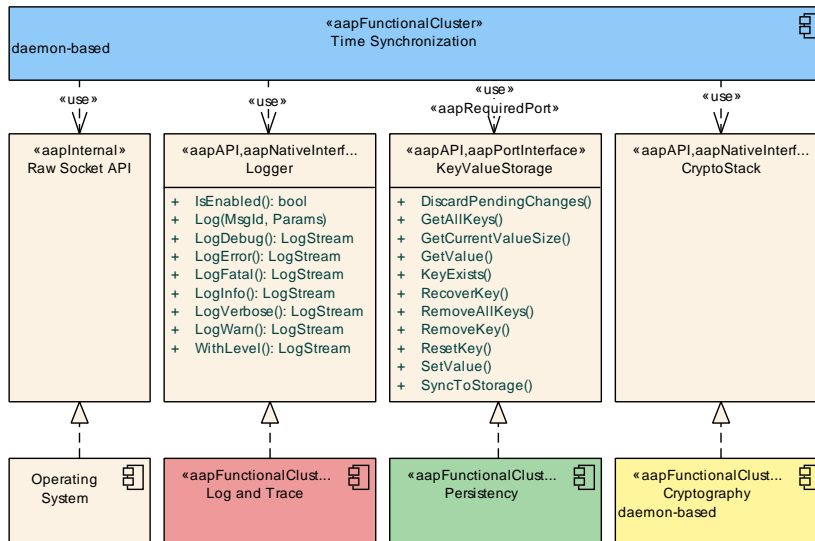 «aapFunctionalCluster»
Time Synchronization
daemon-based
«use»
«use»
«use»
«aapRequiredPort»
«use»
«aapInternal»
Raw Socket API
«aapAPI,aapNativeInterf...
Logger
+ IsEnabled(): bool
+ Log(MsgId, Params)
+ LogDebug(): LogStream
+ LogError(): LogStream
+ LogFatal(): LogStream
+ LogInfo(): LogStream
+ LogVerbose(): LogStream
+ LogWarn(): LogStream
+ WithLevel(): LogStream
«aapAPI,aapPortInterface»
KeyValueStorage
+ DiscardPendingChanges()
+ GetAllKeys()
+ GetCurrentValueSize()
+ GetValue()
+ KeyExists()
+ RecoverKey()
+ RemoveAllKeys()
+ RemoveKey()
+ ResetKey()
+ SetValue()
+ SyncToStorage()
«aapAPI,aapNativeInterf...
CryptoStack
Operating
System
«aapFunctionalClust...
Log and Trace
«aapFunctionalClust...
Persistency
«aapFunctionalClust...
Cryptography
daemon-based